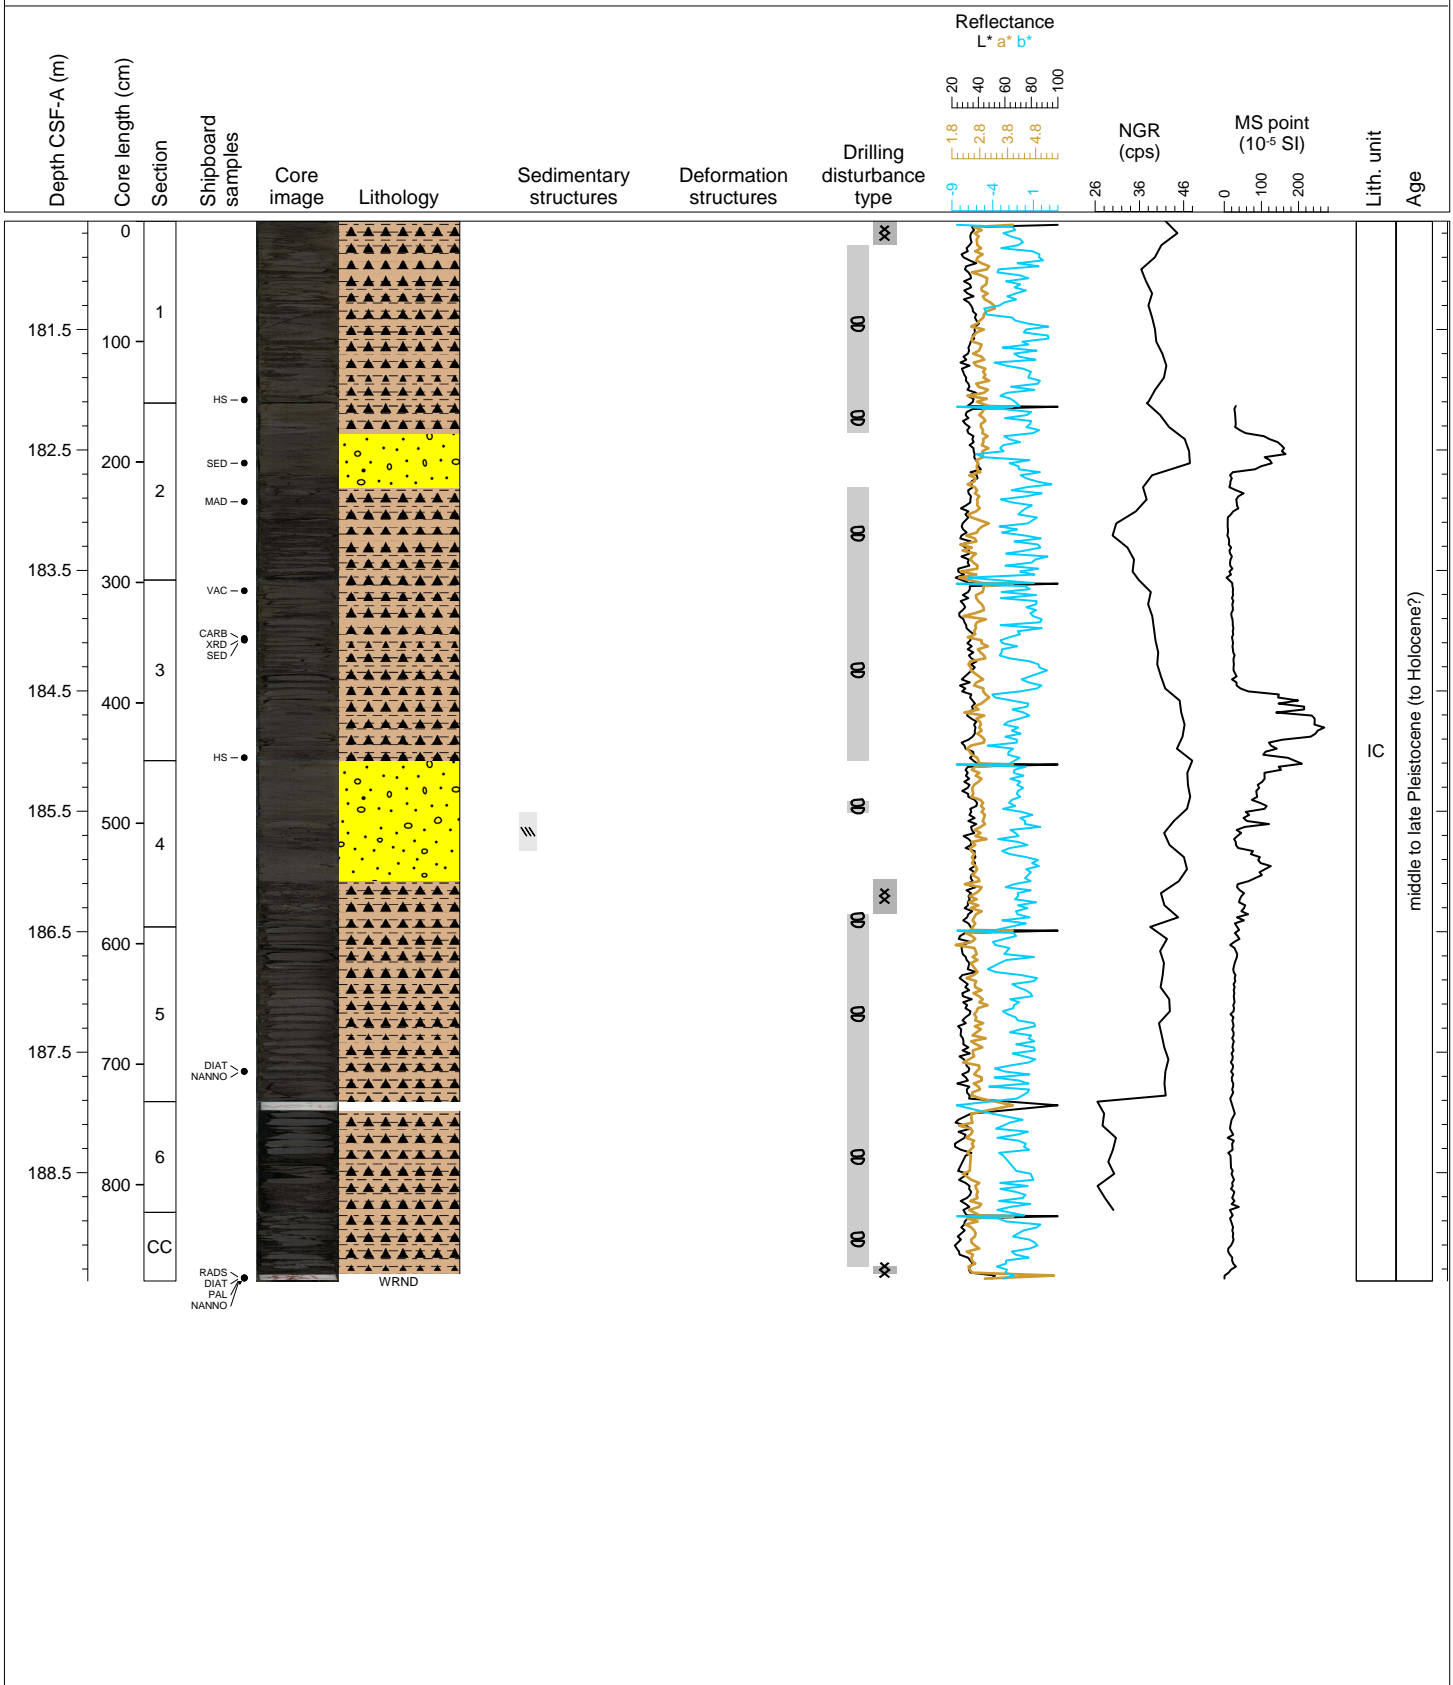 Reflectance
L* a* b*
20 40 60 80 100
1.8 2.8 3.8 4.8
-9 -4 1
Depth CSF-A (m)
Core length (cm)
Section
Shipboard
samples
Core
image
Lithology
Sedimentary
structures
Deformation
structures
Drilling
disturbance
type
NGR
(cps)
26 36 46
MS point
(10⁻⁵ SI)
0 100 200
Lith. unit
Age
0
1
181.5
100
HS
182.5
200
SED
2
MAD
183.5
300
VAC
CARB
XRD
SED
3
184.5
400
HS
IC
middle to late Pleistocene (to Holocene?)
185.5
500
4
186.5
600
5
187.5
700
DIAT
NANNO
6
188.5
800
CC
RADS
DIAT
PAL
NANNO
WRND